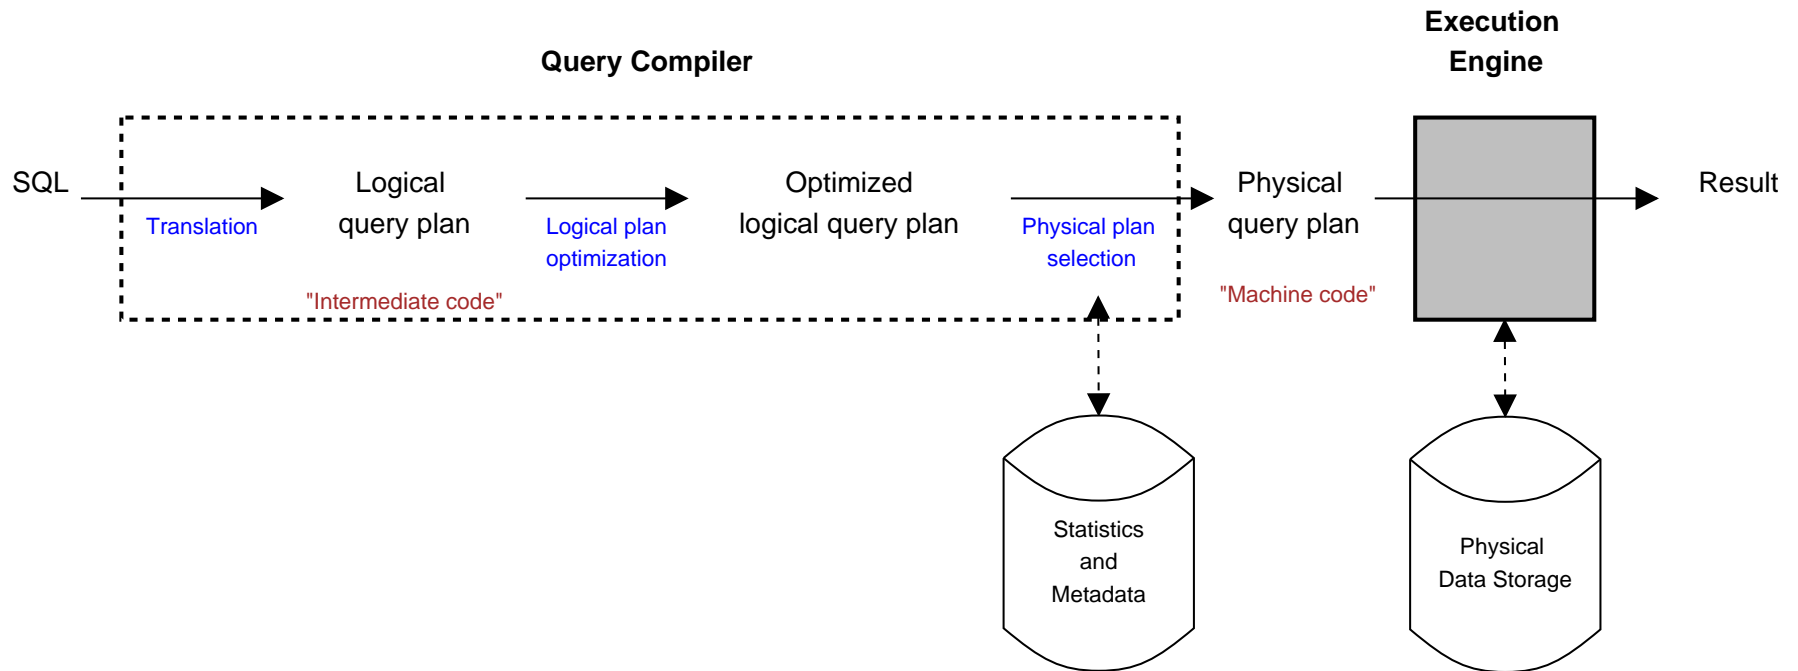 Execution
Engine
Query Compiler
SQL
Translation
Logical
query plan
"Intermediate code"
Logical plan
optimization
Optimized
logical query plan
Physical plan
selection
Physical
query plan
"Machine code"
Result
Statistics
and
Metadata
Physical
Data Storage